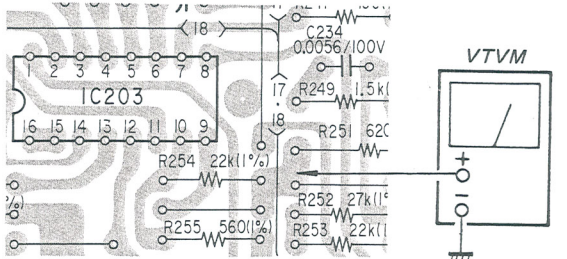 18
C234
0.0056/100V
VTVM
1 2 3 4 5 6 7 8
IC203
17
18
R249 1.5k(
16 15 14 13 12 11 10 9
R251 620
+
R254 22k(1%)
−
R252 27k(1%
%)
R255 560(1%)
R253 22k(1